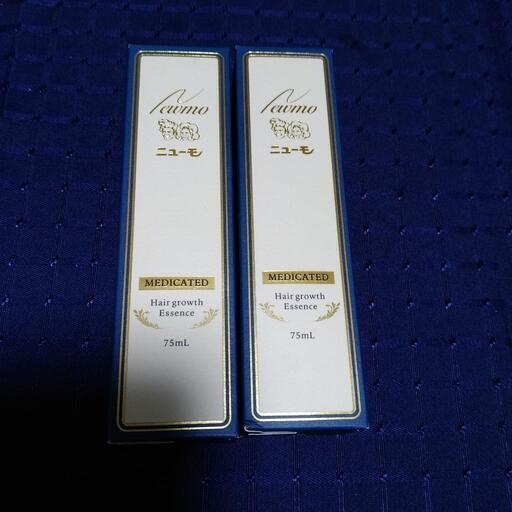 Newmo
ニューモ
MEDICATED
Hair growth
Essence
75mL
Newmo
ニューモ
MEDICATED
Hair growth
Essence
75mL